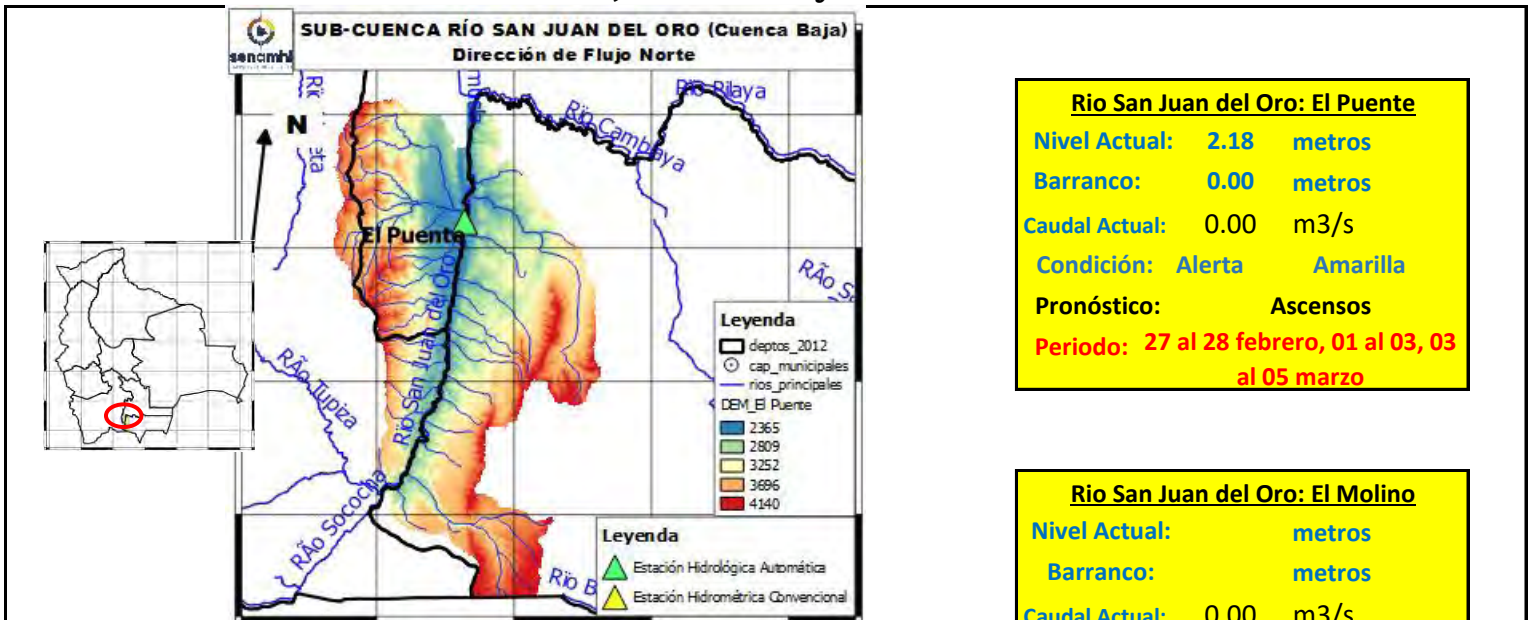 SUB-CUENCA RÍO SAN JUAN DEL ORO (Cuenca Baja)
Dirección de Flujo Norte
senamhi
N
Río Pilaya
Río Camblaya
El Puente
Río San Juan del Oro
RÃo S
RÃo Tupiza
RÃo Sococha
Río B
Leyenda
deptos_2012
cap_municipales
rios_principales
DEM_El Puente
2365
2809
3252
3696
4140
Leyenda
Estación Hidrológica Automática
Estación Hidrométrica Convencional
Rio San Juan del Oro: El Puente
Nivel Actual: 2.18 metros
Barranco: 0.00 metros
Caudal Actual: 0.00 m3/s
Condición: Alerta Amarilla
Pronóstico: Ascensos
Periodo: 27 al 28 febrero, 01 al 03, 03
al 05 marzo
Rio San Juan del Oro: El Molino
Nivel Actual: metros
Barranco: metros
Caudal Actual: 0.00 m3/s